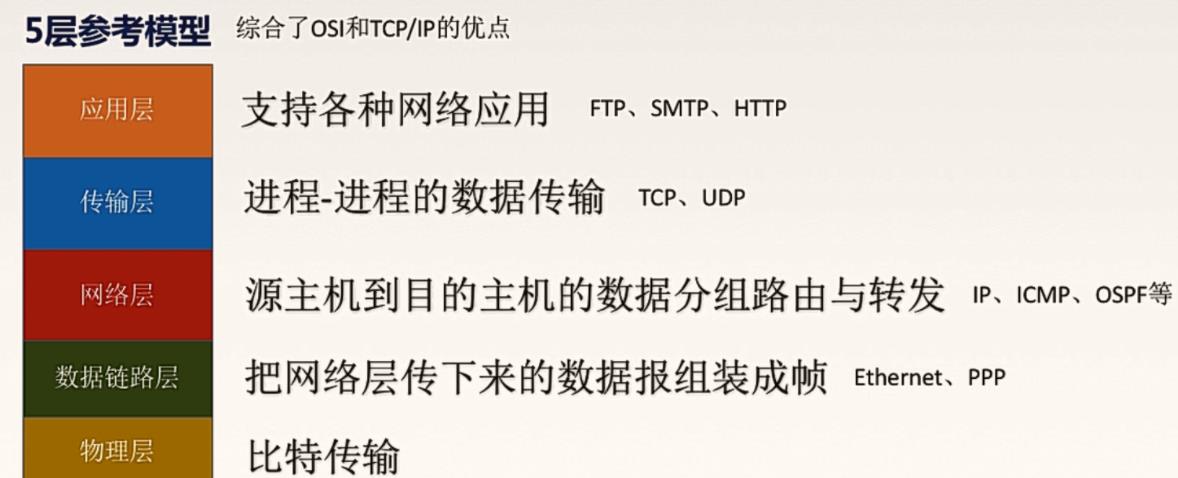 5层参考模型 综合了OSI和TCP/IP的优点
应用层 支持各种网络应用 FTP、SMTP、HTTP
传输层 进程-进程的数据传输 TCP、UDP
网络层 源主机到目的主机的数据分组路由与转发 IP、ICMP、OSPF等
数据链路层 把网络层传下来的数据报组装成帧 Ethernet、PPP
物理层 比特传输